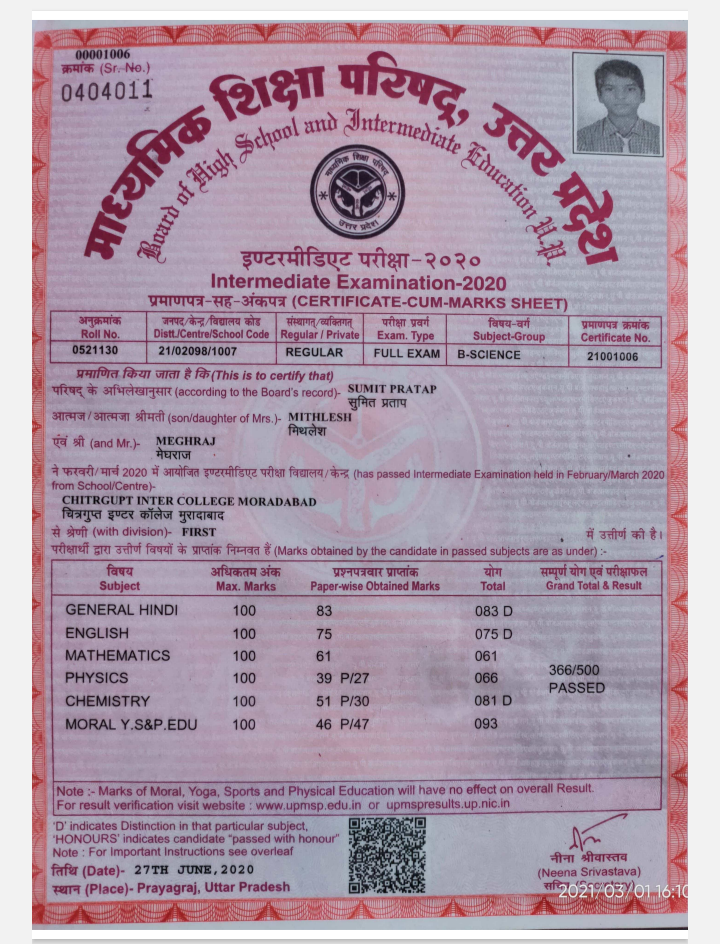 00001006
क्रमांक (Sr. No.)
0404011
माध्यमिक शिक्षा परिषद्, उत्तर प्रदेश
Board of High School and Intermediate Education U.P.
माध्यमिक शिक्षा परिषद
उत्तर प्रदेश
इण्टरमीडिएट परीक्षा-२०२०
Intermediate Examination-2020
प्रमाणपत्र-सह-अंकपत्र (CERTIFICATE-CUM-MARKS SHEET)
अनुक्रमांक जनपद/केन्द्र/विद्यालय कोड संस्थागत/व्यक्तिगत परीक्षा प्रवर्ग विषय-वर्ग प्रमाणपत्र क्रमांक
Roll No. Distt./Centre/School Code Regular / Private Exam. Type Subject-Group Certificate No.
0521130 21/02098/1007 REGULAR FULL EXAM B-SCIENCE 21001006
प्रमाणित किया जाता है कि (This is to certify that)
परिषद् के अभिलेखानुसार (according to the Board's record)- SUMIT PRATAP
सुमित प्रताप
आत्मज/आत्मजा श्रीमती (son/daughter of Mrs.)- MITHLESH
मिथलेश
एवं श्री (and Mr.)- MEGHRAJ
मेघराज
ने फरवरी/मार्च 2020 में आयोजित इण्टरमीडिएट परीक्षा विद्यालय/केन्द्र (has passed Intermediate Examination held in February/March 2020
from School/Centre)-
CHITRGUPT INTER COLLEGE MORADABAD
चित्रगुप्त इण्टर कॉलेज मुरादाबाद
से श्रेणी (with division)- FIRST में उत्तीर्ण की है।
परीक्षार्थी द्वारा उत्तीर्ण विषयों के प्राप्तांक निम्नवत हैं (Marks obtained by the candidate in passed subjects are as under) :-
विषय अधिकतम अंक प्रश्नपत्रवार प्राप्तांक योग सम्पूर्ण योग एवं परीक्षाफल
Subject Max. Marks Paper-wise Obtained Marks Total Grand Total & Result
GENERAL HINDI 100 83 083 D
ENGLISH 100 75 075 D
MATHEMATICS 100 61 061
366/500
PHYSICS 100 39 P/27 066
PASSED
CHEMISTRY 100 51 P/30 081 D
MORAL Y.S&P.EDU 100 46 P/47 093
Note :- Marks of Moral, Yoga, Sports and Physical Education will have no effect on overall Result.
For result verification visit website : www.upmsp.edu.in or upmspresults.up.nic.in
'D' indicates Distinction in that particular subject,
'HONOURS' indicates candidate "passed with honour"
Note : For Important Instructions see overleaf
तिथि (Date)- 27TH JUNE,2020
स्थान (Place)- Prayagraj, Uttar Pradesh
नीना श्रीवास्तव
(Neena Srivastava)
सचिव (Secretary)
2021/03/01 16:10